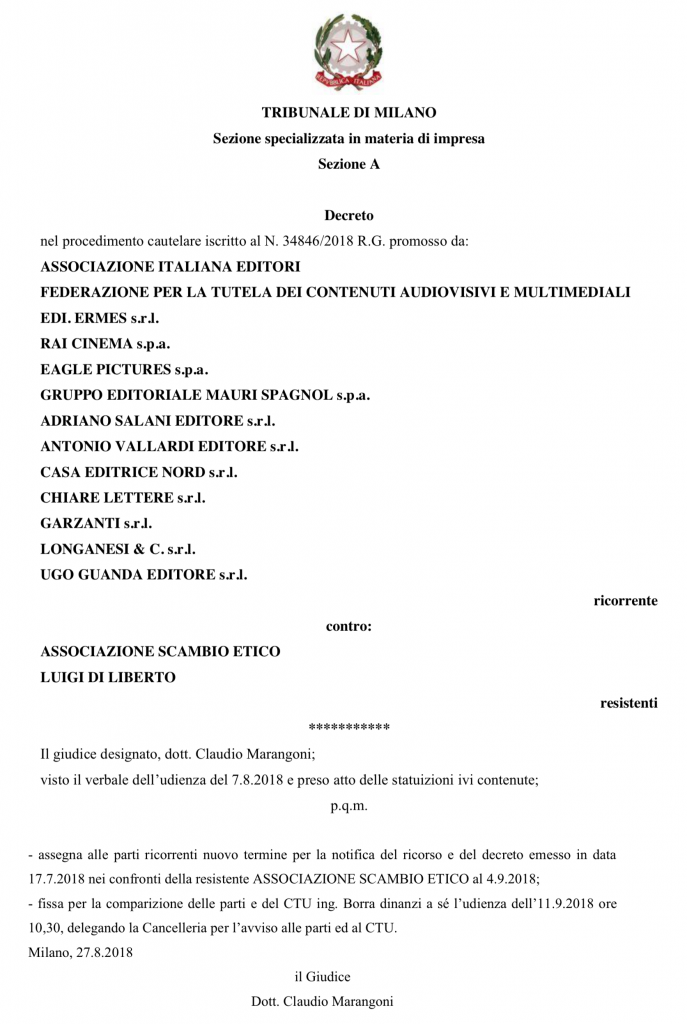 REPVBBLICA ITALIANA
TRIBUNALE DI MILANO
Sezione specializzata in materia di impresa
Sezione A
Decreto
nel procedimento cautelare iscritto al N. 34846/2018 R.G. promosso da:
ASSOCIAZIONE ITALIANA EDITORI
FEDERAZIONE PER LA TUTELA DEI CONTENUTI AUDIOVISIVI E MULTIMEDIALI
EDI. ERMES s.r.l.
RAI CINEMA s.p.a.
EAGLE PICTURES s.p.a.
GRUPPO EDITORIALE MAURI SPAGNOL s.p.a.
ADRIANO SALANI EDITORE s.r.l.
ANTONIO VALLARDI EDITORE s.r.l.
CASA EDITRICE NORD s.r.l.
CHIARE LETTERE s.r.l.
GARZANTI s.r.l.
LONGANESI & C. s.r.l.
UGO GUANDA EDITORE s.r.l.
ricorrente
contro:
ASSOCIAZIONE SCAMBIO ETICO
LUIGI DI LIBERTO
resistenti
***********
Il giudice designato, dott. Claudio Marangoni;
visto il verbale dell’udienza del 7.8.2018 e preso atto delle statuizioni ivi contenute;
p.q.m.
- assegna alle parti ricorrenti nuovo termine per la notifica del ricorso e del decreto emesso in data
17.7.2018 nei confronti della resistente ASSOCIAZIONE SCAMBIO ETICO al 4.9.2018;
- fissa per la comparizione delle parti e del CTU ing. Borra dinanzi a sé l’udienza dell’11.9.2018 ore
10,30, delegando la Cancelleria per l’avviso alle parti ed al CTU.
Milano, 27.8.2018
il Giudice
Dott. Claudio Marangoni